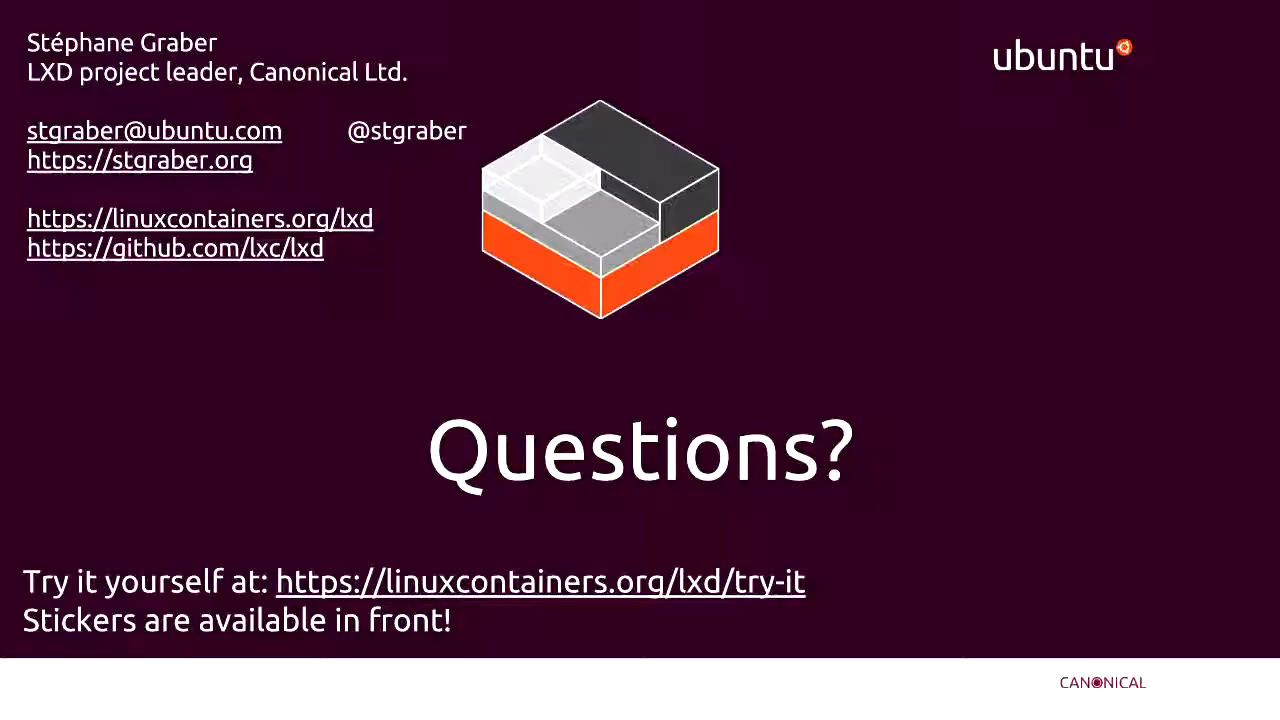 Stéphane Graber
LXD project leader, Canonical Ltd.
ubuntu
stgraber@ubuntu.com @stgraber
https://stgraber.org
https://linuxcontainers.org/lxd
https://github.com/lxc/lxd
Questions?
Try it yourself at: https://linuxcontainers.org/lxd/try-it
Stickers are available in front!
CANONICAL